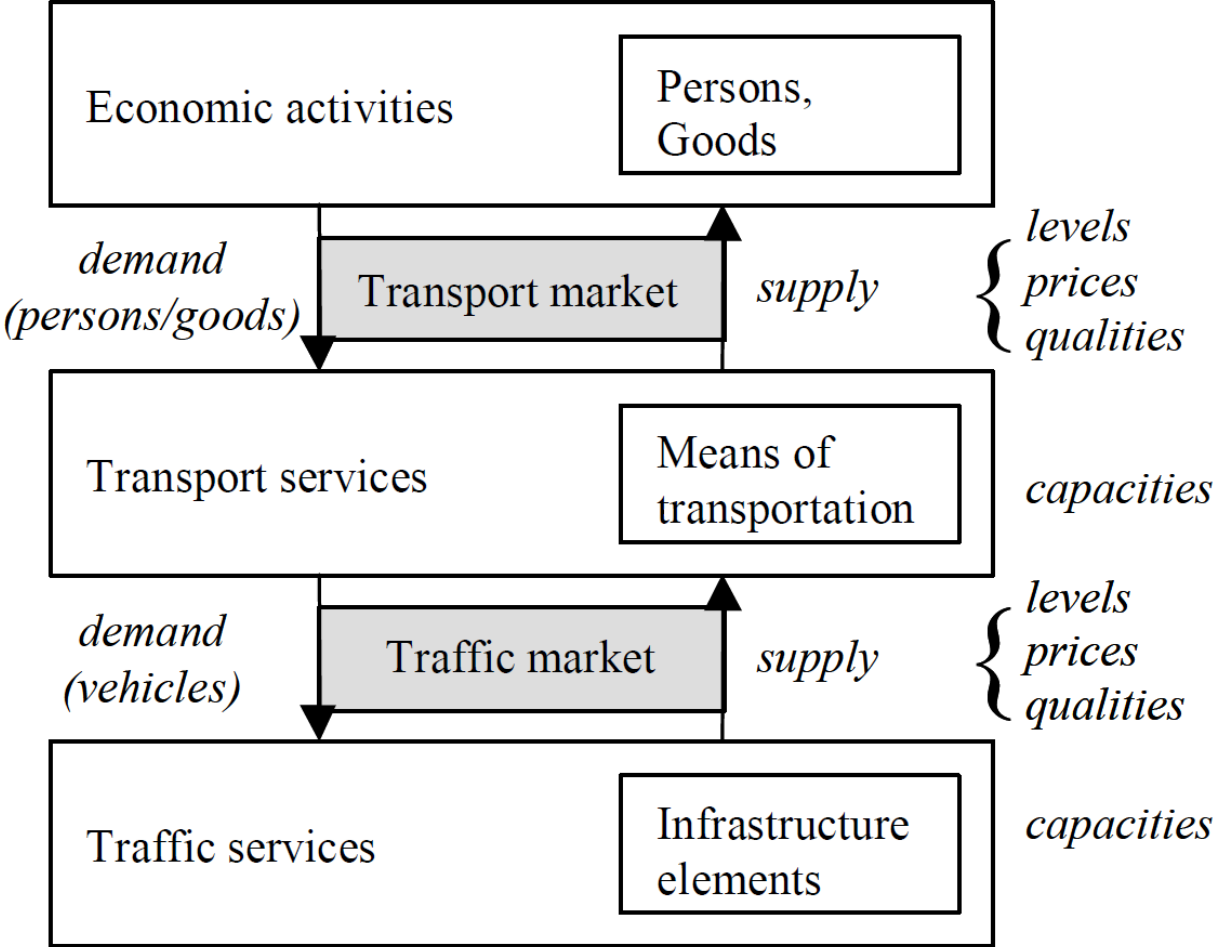 Economic activities
Persons,
Goods
demand
(persons/goods)
Transport market
supply
levels
prices
qualities
Transport services
Means of
transportation
capacities
demand
(vehicles)
Traffic market
supply
levels
prices
qualities
Traffic services
Infrastructure
elements
capacities